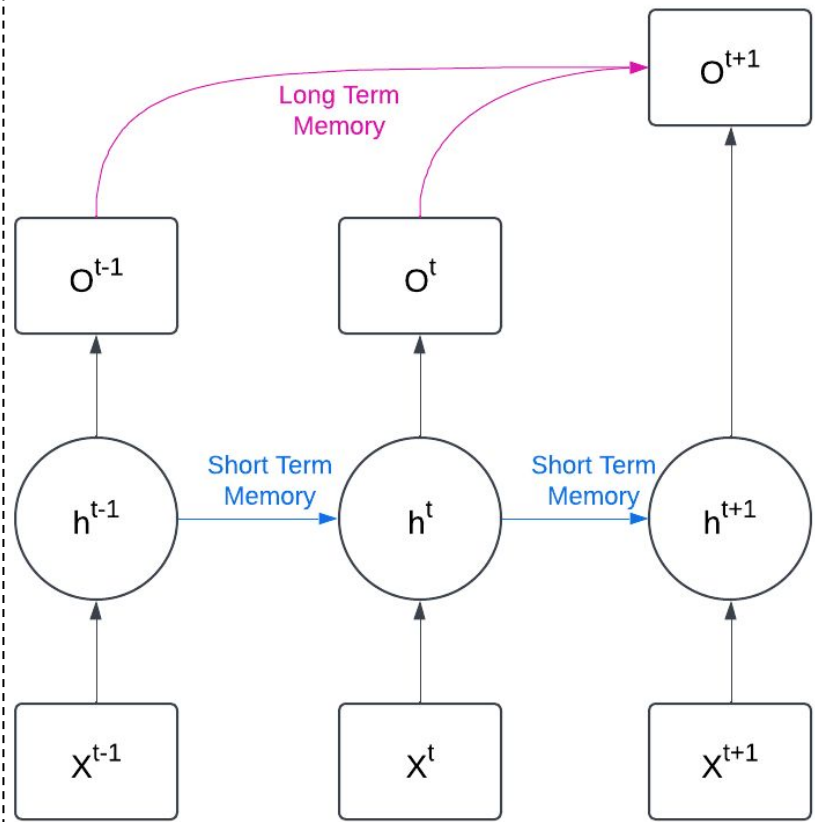 O^t+1
Long Term
Memory
O^t-1
O^t
Short Term
Memory
Short Term
Memory
h^t-1
h^t
h^t+1
X^t-1
X^t
X^t+1